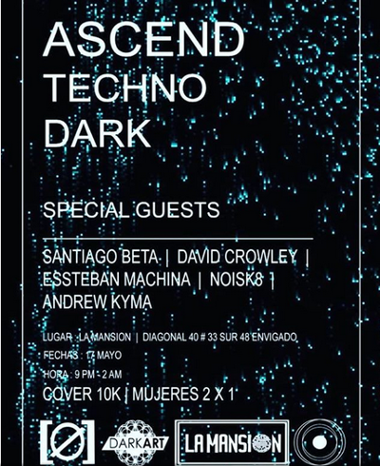 ASCEND
TECHNO
DARK
SPECIAL GUESTS
SANTIAGO BETA | DAVID CROWLEY |
ESSTEBAN MACHINA | NOISK8 |
ANDREW KYMA
LUGAR : LA MANSION | DIAGONAL 40 # 33 SUR 48 ENVIGADO
FECHAS : 17 MAYO
HORA : 9 PM - 2 AM
COVER 10K | MUJERES 2 X 1
DARKART
LA MANSION